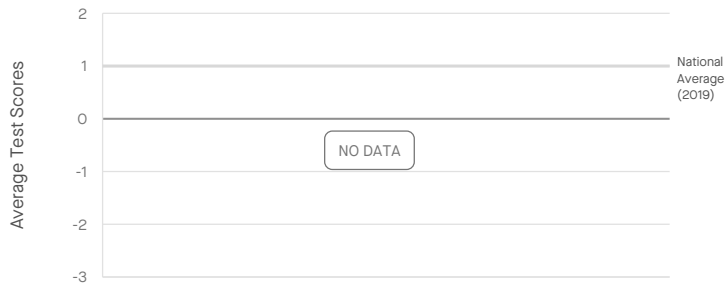 2
1
0
-1
-2
-3
Average Test Scores
National
Average
(2019)
NO DATA